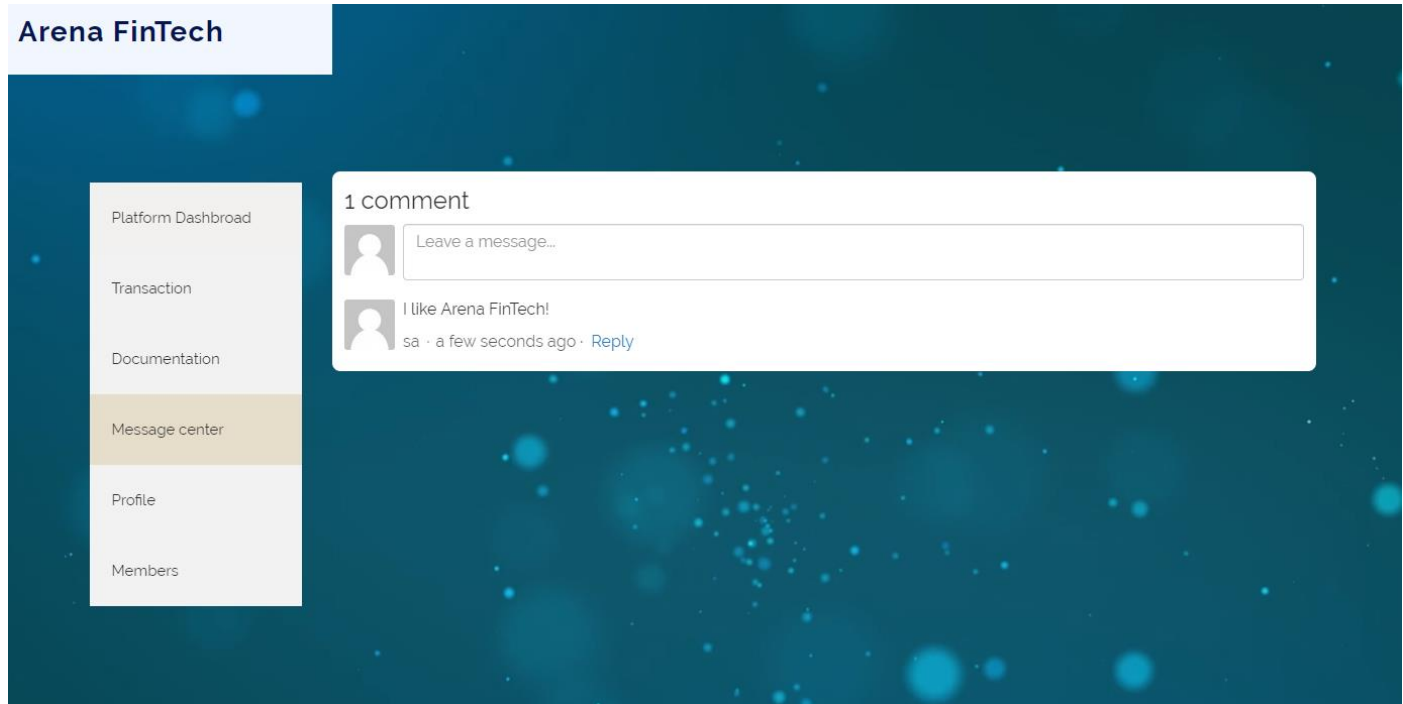 Arena FinTech
Platform Dashbroad
Transaction
Documentation
Message center
Profile
Members
1 comment
Leave a message...
I like Arena FinTech!
sa · a few seconds ago · Reply